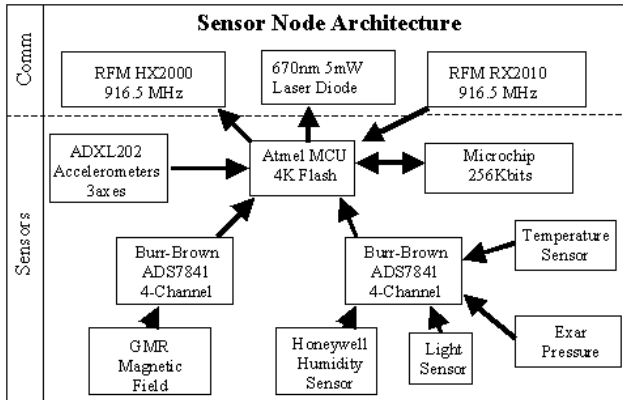 Sensor Node Architecture
Comm
RFM HX2000
916.5 MHz
670nm 5mW
Laser Diode
RFM RX2010
916.5 MHz
Sensors
ADXL202
Accelerometers
3axes
Atmel MCU
4K Flash
Microchip
256Kbits
Burr-Brown
ADS7841
4-Channel
Burr-Brown
ADS7841
4-Channel
Temperature
Sensor
GMR
Magnetic
Field
Honeywell
Humidity
Sensor
Light
Sensor
Exar
Pressure